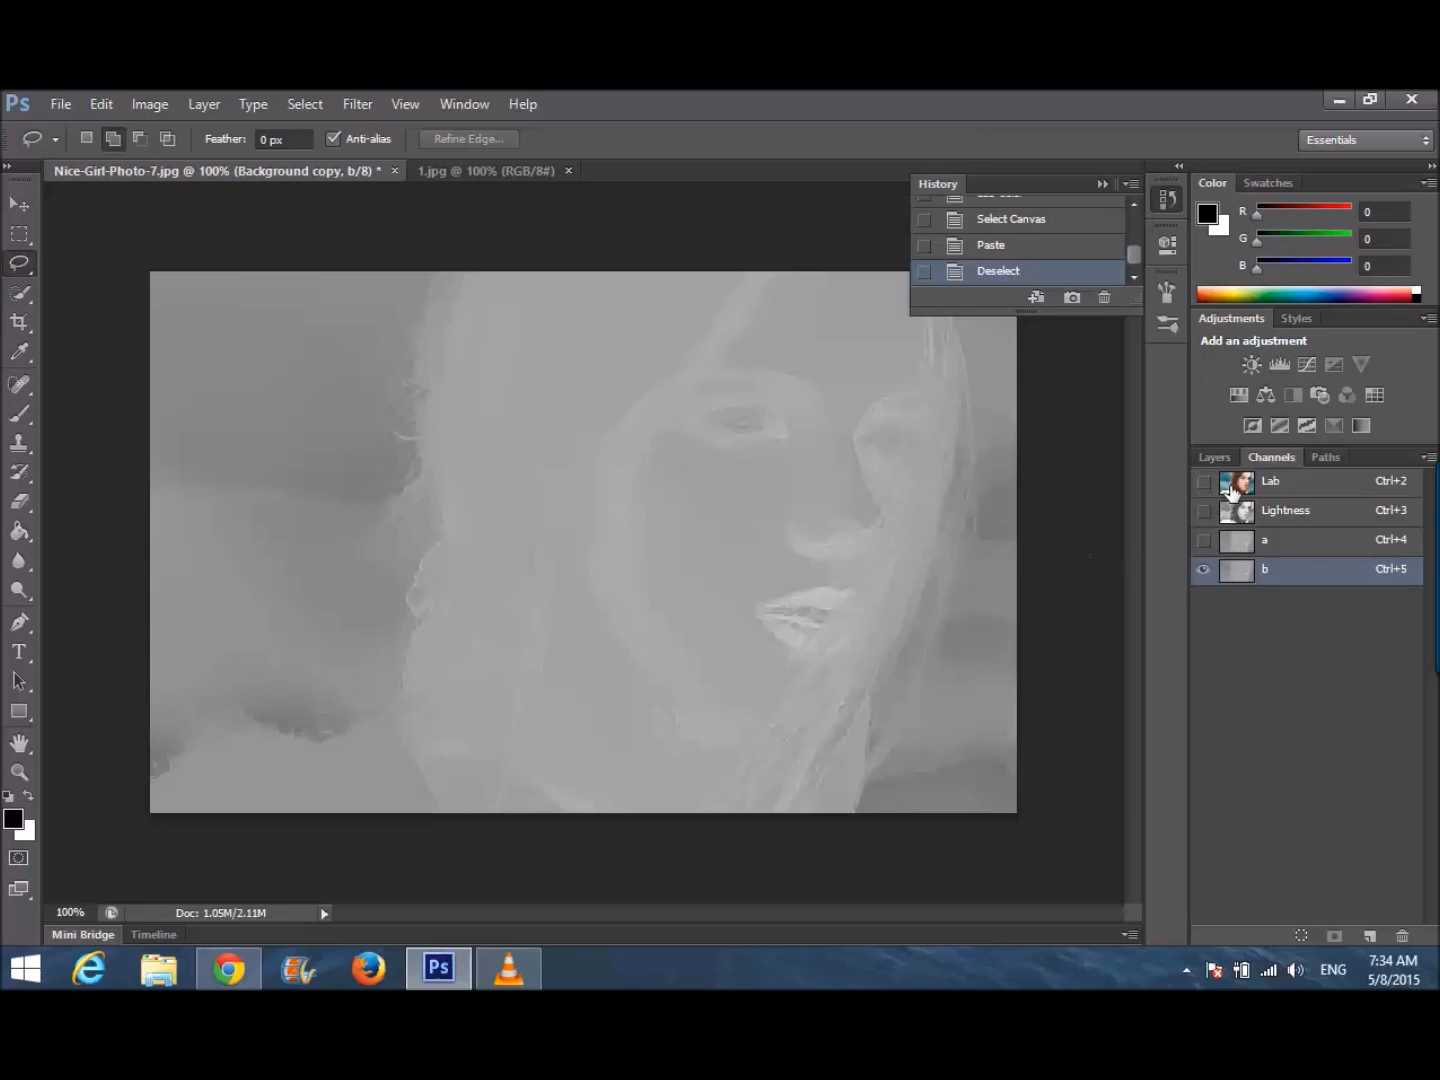 Ps File Edit Image Layer Type Select Filter View Window Help
Feather: 0 px Anti-alias Refine Edge... Essentials
Nice-Girl-Photo-7.jpg @ 100% (Background copy, b/8) * × 1.jpg @ 100% (RGB/8#) ×
History
Select Canvas
Paste
Deselect
Color Swatches
R 0
G 0
B 0
Adjustments Styles
Add an adjustment
Layers Channels Paths
Lab Ctrl+2
Lightness Ctrl+3
a Ctrl+4
b Ctrl+5
T
100% Doc: 1.05M/2.11M
Mini Bridge Timeline
Ps ENG 7:34 AM
5/8/2015